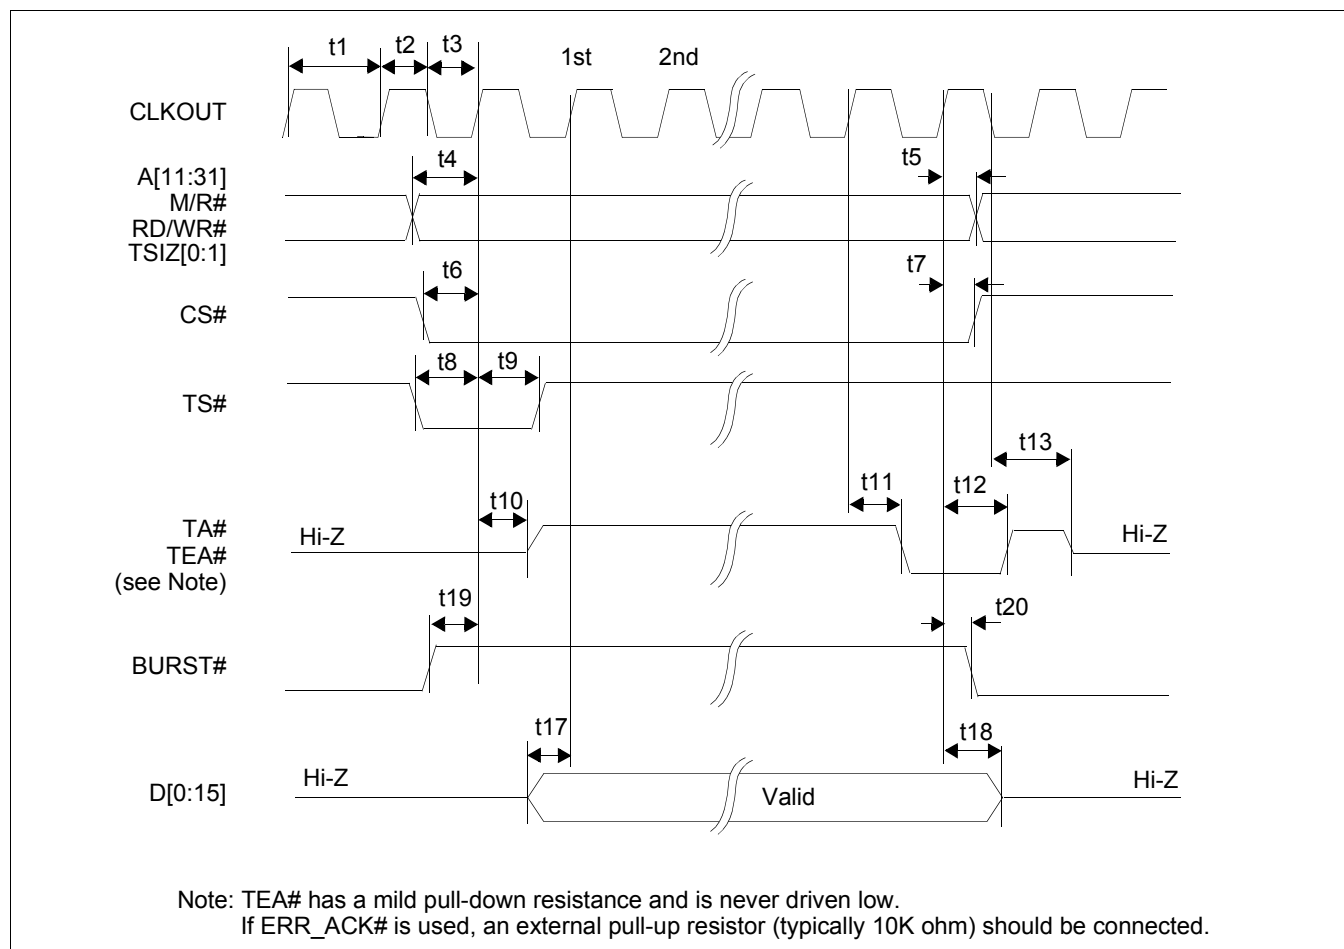 t1 t2 t3 1st 2nd
CLKOUT
t4 t5
A[11:31]
M/R#
RD/WR#
TSIZ[0:1]
t6 t7
CS#
t8 t9
TS#
t13
t10 t11 t12
TA#
TEA#
(see Note)
Hi-Z Hi-Z
t19 t20
BURST#
t17 t18
Hi-Z Hi-Z
D[0:15] Valid
Note: TEA# has a mild pull-down resistance and is never driven low.
If ERR_ACK# is used, an external pull-up resistor (typically 10K ohm) should be connected.